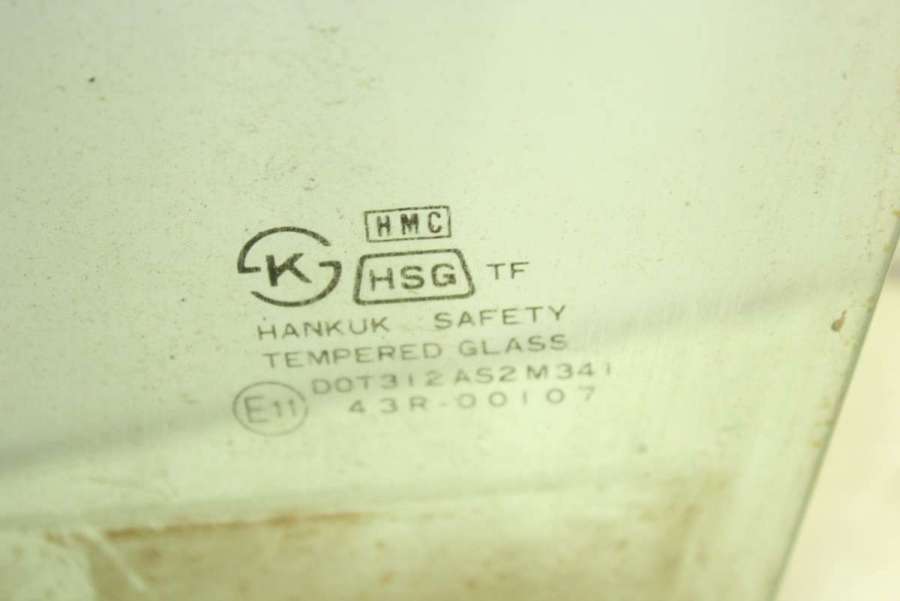 HMC
K HSG TF
HANKUK SAFETY
TEMPERED GLASS
DOT312AS2M341
E11 43R-00107